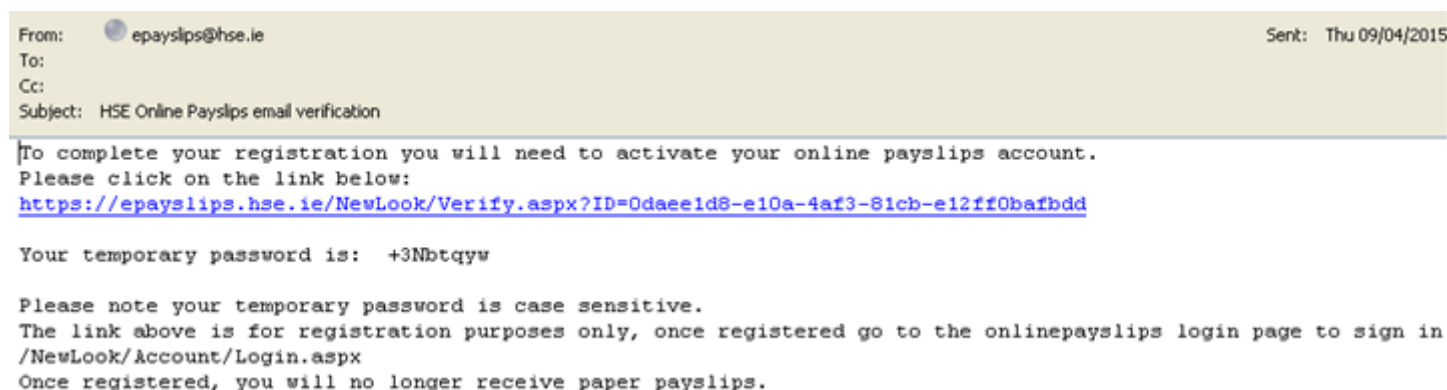 From: epayslips@hse.ie Sent: Thu 09/04/2015
To:
Cc:
Subject: HSE Online Payslips email verification
To complete your registration you will need to activate your online payslips account.
Please click on the link below:
https://epayslips.hse.ie/NewLook/Verify.aspx?ID=0daee1d8-e10a-4af3-81cb-e12ff0bafbdd
Your temporary password is: +3Nbtqyw
Please note your temporary password is case sensitive.
The link above is for registration purposes only, once registered go to the onlinepayslips login page to sign in
/NewLook/Account/Login.aspx
Once registered, you will no longer receive paper payslips.